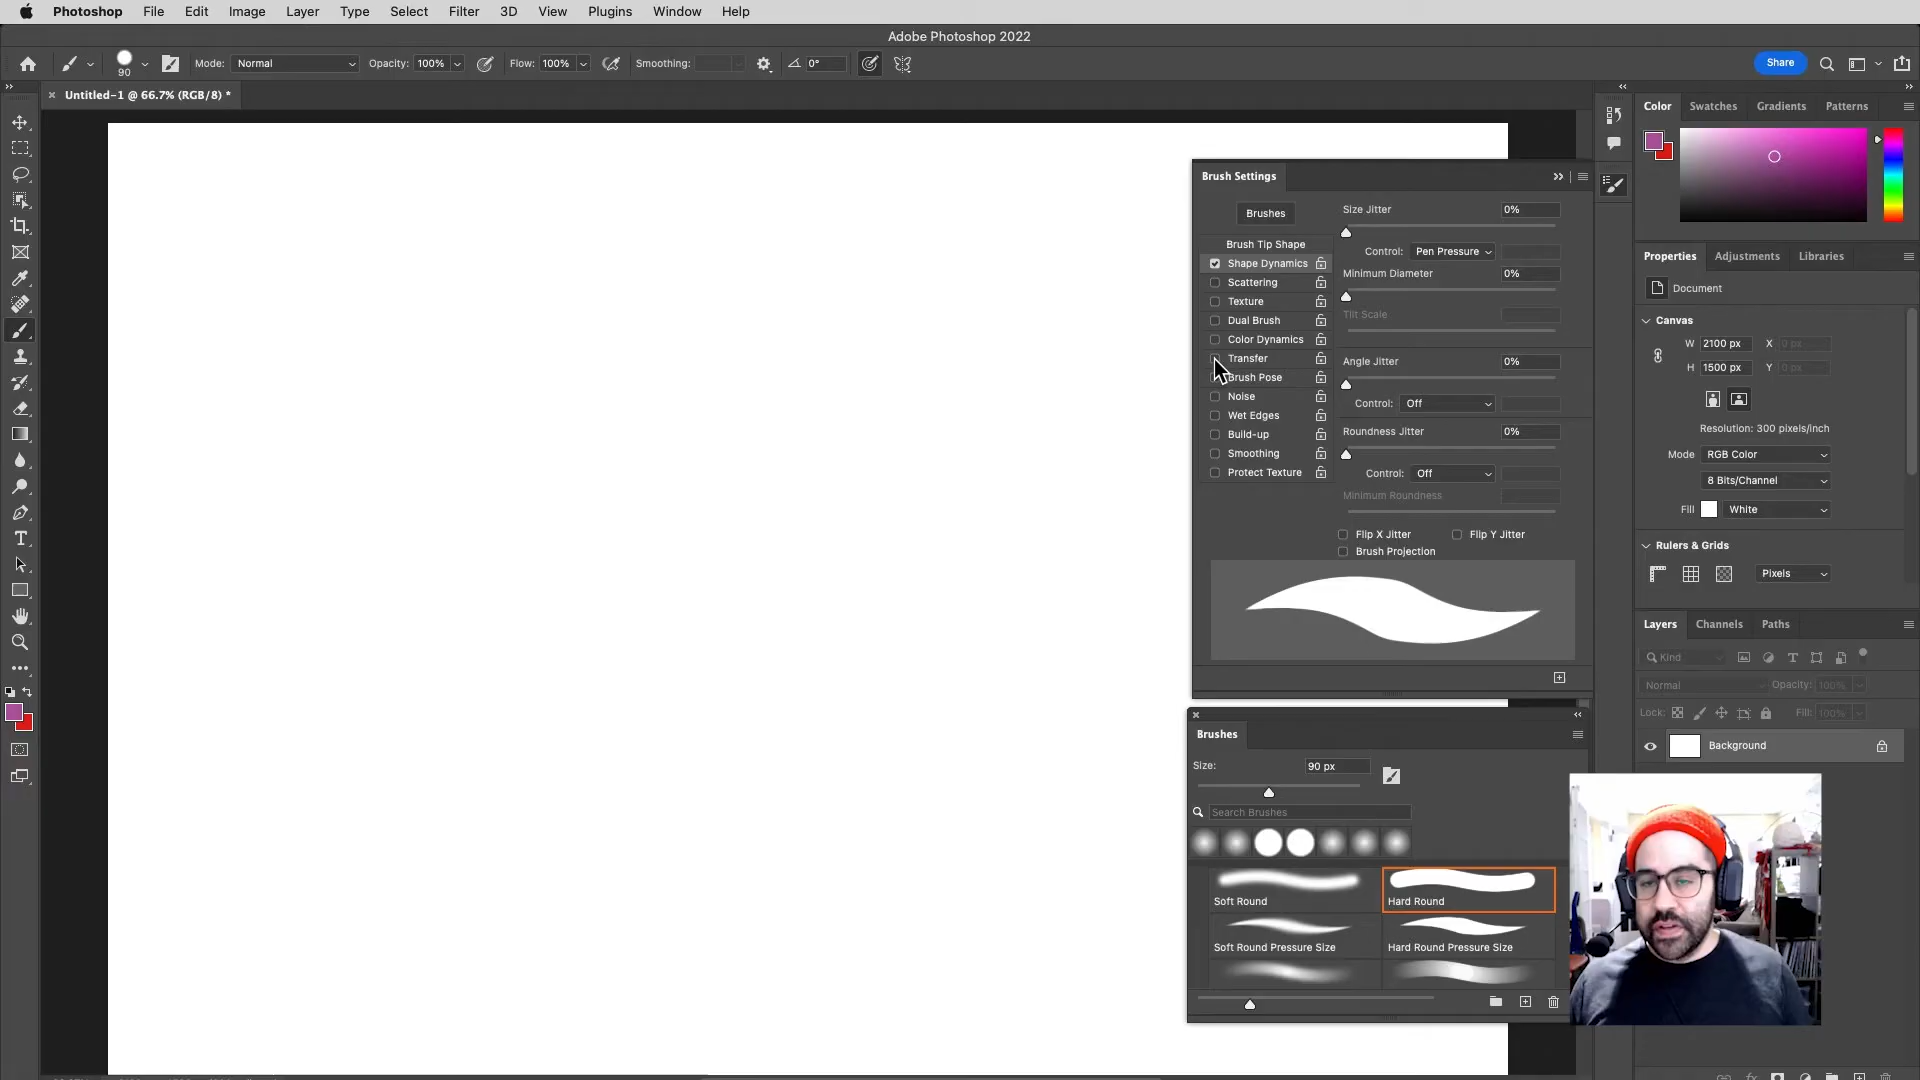 Photoshop File Edit Image Layer Type Select Filter 3D View Plugins Window Help
Adobe Photoshop 2022
90 Mode: Normal Opacity: 100% Flow: 100% Smoothing: 0° Share
Untitled-1 @ 66.7% (RGB/8) *
Color Swatches Gradients Patterns
Brush Settings
Brushes
Brush Tip Shape
Shape Dynamics
Scattering
Texture
Dual Brush
Color Dynamics
Transfer
Brush Pose
Noise
Wet Edges
Build-up
Smoothing
Protect Texture
Size Jitter 0%
Control: Pen Pressure
Minimum Diameter 0%
Tilt Scale
Angle Jitter 0%
Control: Off
Roundness Jitter 0%
Control: Off
Minimum Roundness
Flip X Jitter Flip Y Jitter
Brush Projection
Brushes
Size: 90 px
Search Brushes
Soft Round Hard Round
Soft Round Pressure Size Hard Round Pressure Size
Properties Adjustments Libraries
Document
Canvas
W 2100 px X 0 px
H 1500 px Y 0 px
Resolution: 300 pixels/inch
Mode RGB Color
8 Bits/Channel
Fill White
Rulers & Grids
Pixels
Layers Channels Paths
Kind
Normal Opacity: 100%
Lock: Fill: 100%
Background